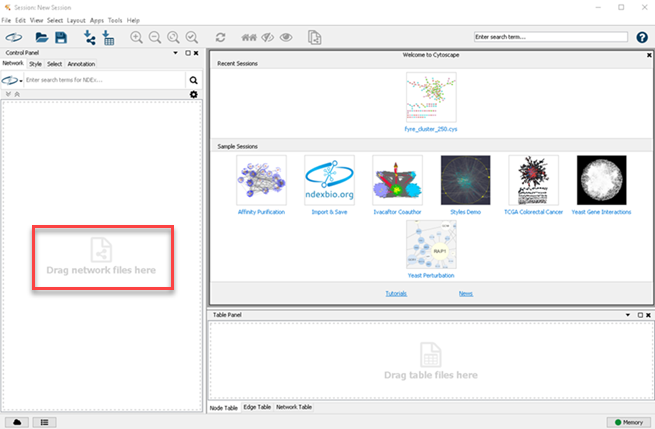 Session: New Session
File Edit View Select Layout Apps Tools Help
Enter search term...
Control Panel
Network Style Select Annotation
Enter search terms for NDEx...
Drag network files here
Welcome to Cytoscape
Recent Sessions
fyre_cluster_250.cys
Sample Sessions
ndexbio.org
Affinity Purification
Import & Save
Ivacaftor Coauthor
Styles Demo
TCGA Colorectal Cancer
Yeast Gene Interactions
RAP1
Yeast Perturbation
Tutorials
News
Table Panel
Drag table files here
Node Table Edge Table Network Table
Memory